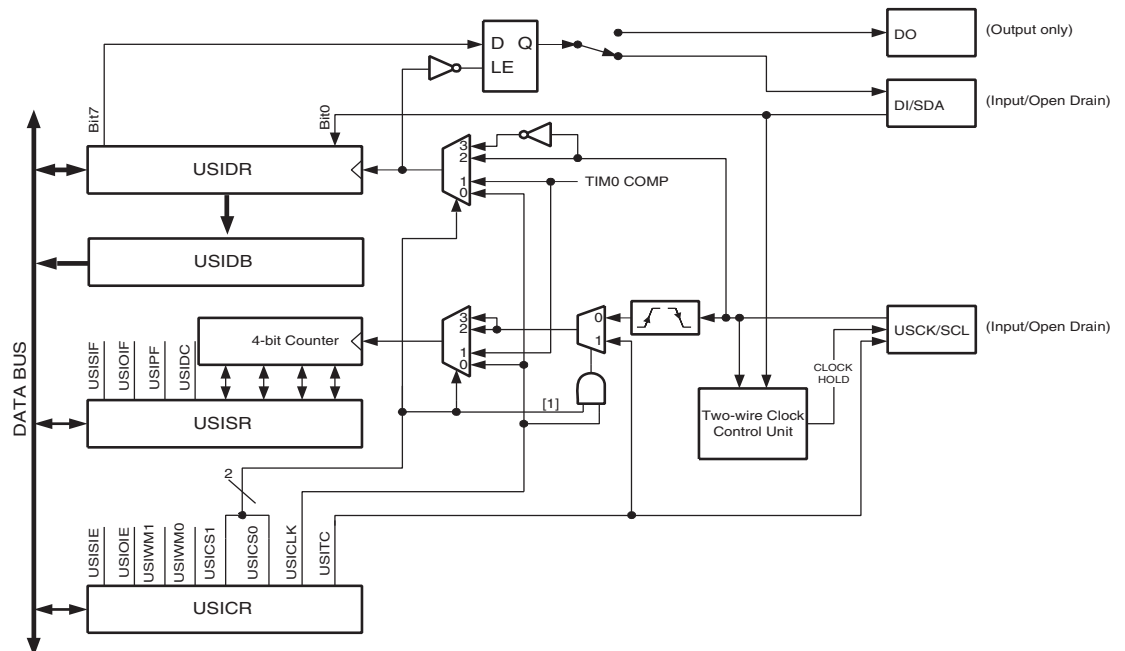 D Q
LE
DO
(Output only)
DI/SDA
(Input/Open Drain)
Bit7
Bit0
USIDR
3
2
1
0
TIM0 COMP
USIDB
DATA BUS
4-bit Counter
3
2
1
0
0
1
USCK/SCL
(Input/Open Drain)
CLOCK
HOLD
USISIF
USIOIF
USIPF
USIDC
[1]
USISR
Two-wire Clock
Control Unit
2
USISIE
USIOIE
USIWM1
USIWM0
USICS1
USICS0
USICLK
USITC
USICR